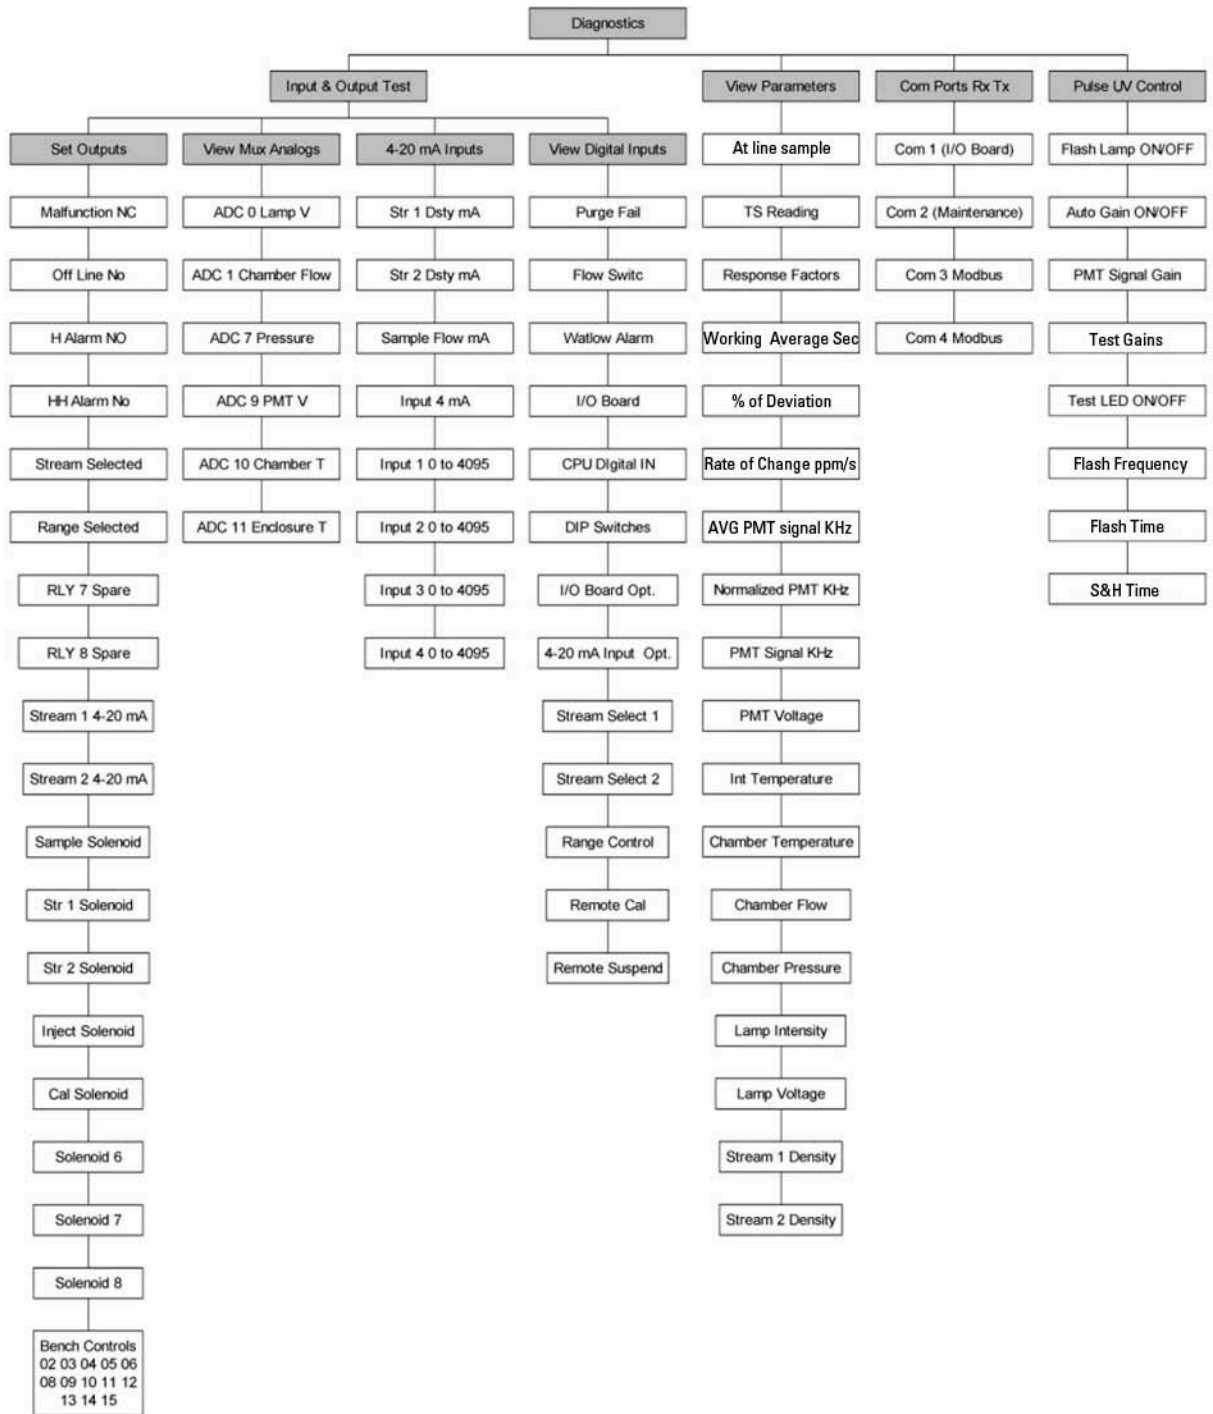 Diagnostics
Input & Output Test
View Parameters
Com Ports Rx Tx
Pulse UV Control
Set Outputs
View Mux Analogs
4-20 mA Inputs
View Digital Inputs
Malfunction NC
Off Line No
H Alarm NO
HH Alarm No
Stream Selected
Range Selected
RLY 7 Spare
RLY 8 Spare
Stream 1 4-20 mA
Stream 2 4-20 mA
Sample Solenoid
Str 1 Solenoid
Str 2 Solenoid
Inject Solenoid
Cal Solenoid
Solenoid 6
Solenoid 7
Solenoid 8
Bench Controls
02 03 04 05 06
08 09 10 11 12
13 14 15
ADC 0 Lamp V
ADC 1 Chamber Flow
ADC 7 Pressure
ADC 9 PMT V
ADC 10 Chamber T
ADC 11 Enclosure T
Str 1 Dsty mA
Str 2 Dsty mA
Sample Flow mA
Input 4 mA
Input 1 0 to 4095
Input 2 0 to 4095
Input 3 0 to 4095
Input 4 0 to 4095
Purge Fail
Flow Switc
Watlow Alarm
I/O Board
CPU DIgital IN
DIP Switches
I/O Board Opt.
4-20 mA Input Opt.
Stream Select 1
Stream Select 2
Range Control
Remote Cal
Remote Suspend
At line sample
TS Reading
Response Factors
Working Average Sec
% of Deviation
Rate of Change ppm/s
AVG PMT signal KHz
Normalized PMT KHz
PMT Signal KHz
PMT Voltage
Int Temperature
Chamber Temperature
Chamber Flow
Chamber Pressure
Lamp Intensity
Lamp Voltage
Stream 1 Density
Stream 2 Density
Com 1 (I/O Board)
Com 2 (Maintenance)
Com 3 Modbus
Com 4 Modbus
Flash Lamp ON/OFF
Auto Gain ON/OFF
PMT Signal Gain
Test Gains
Test LED ON/OFF
Flash Frequency
Flash Time
S&H Time